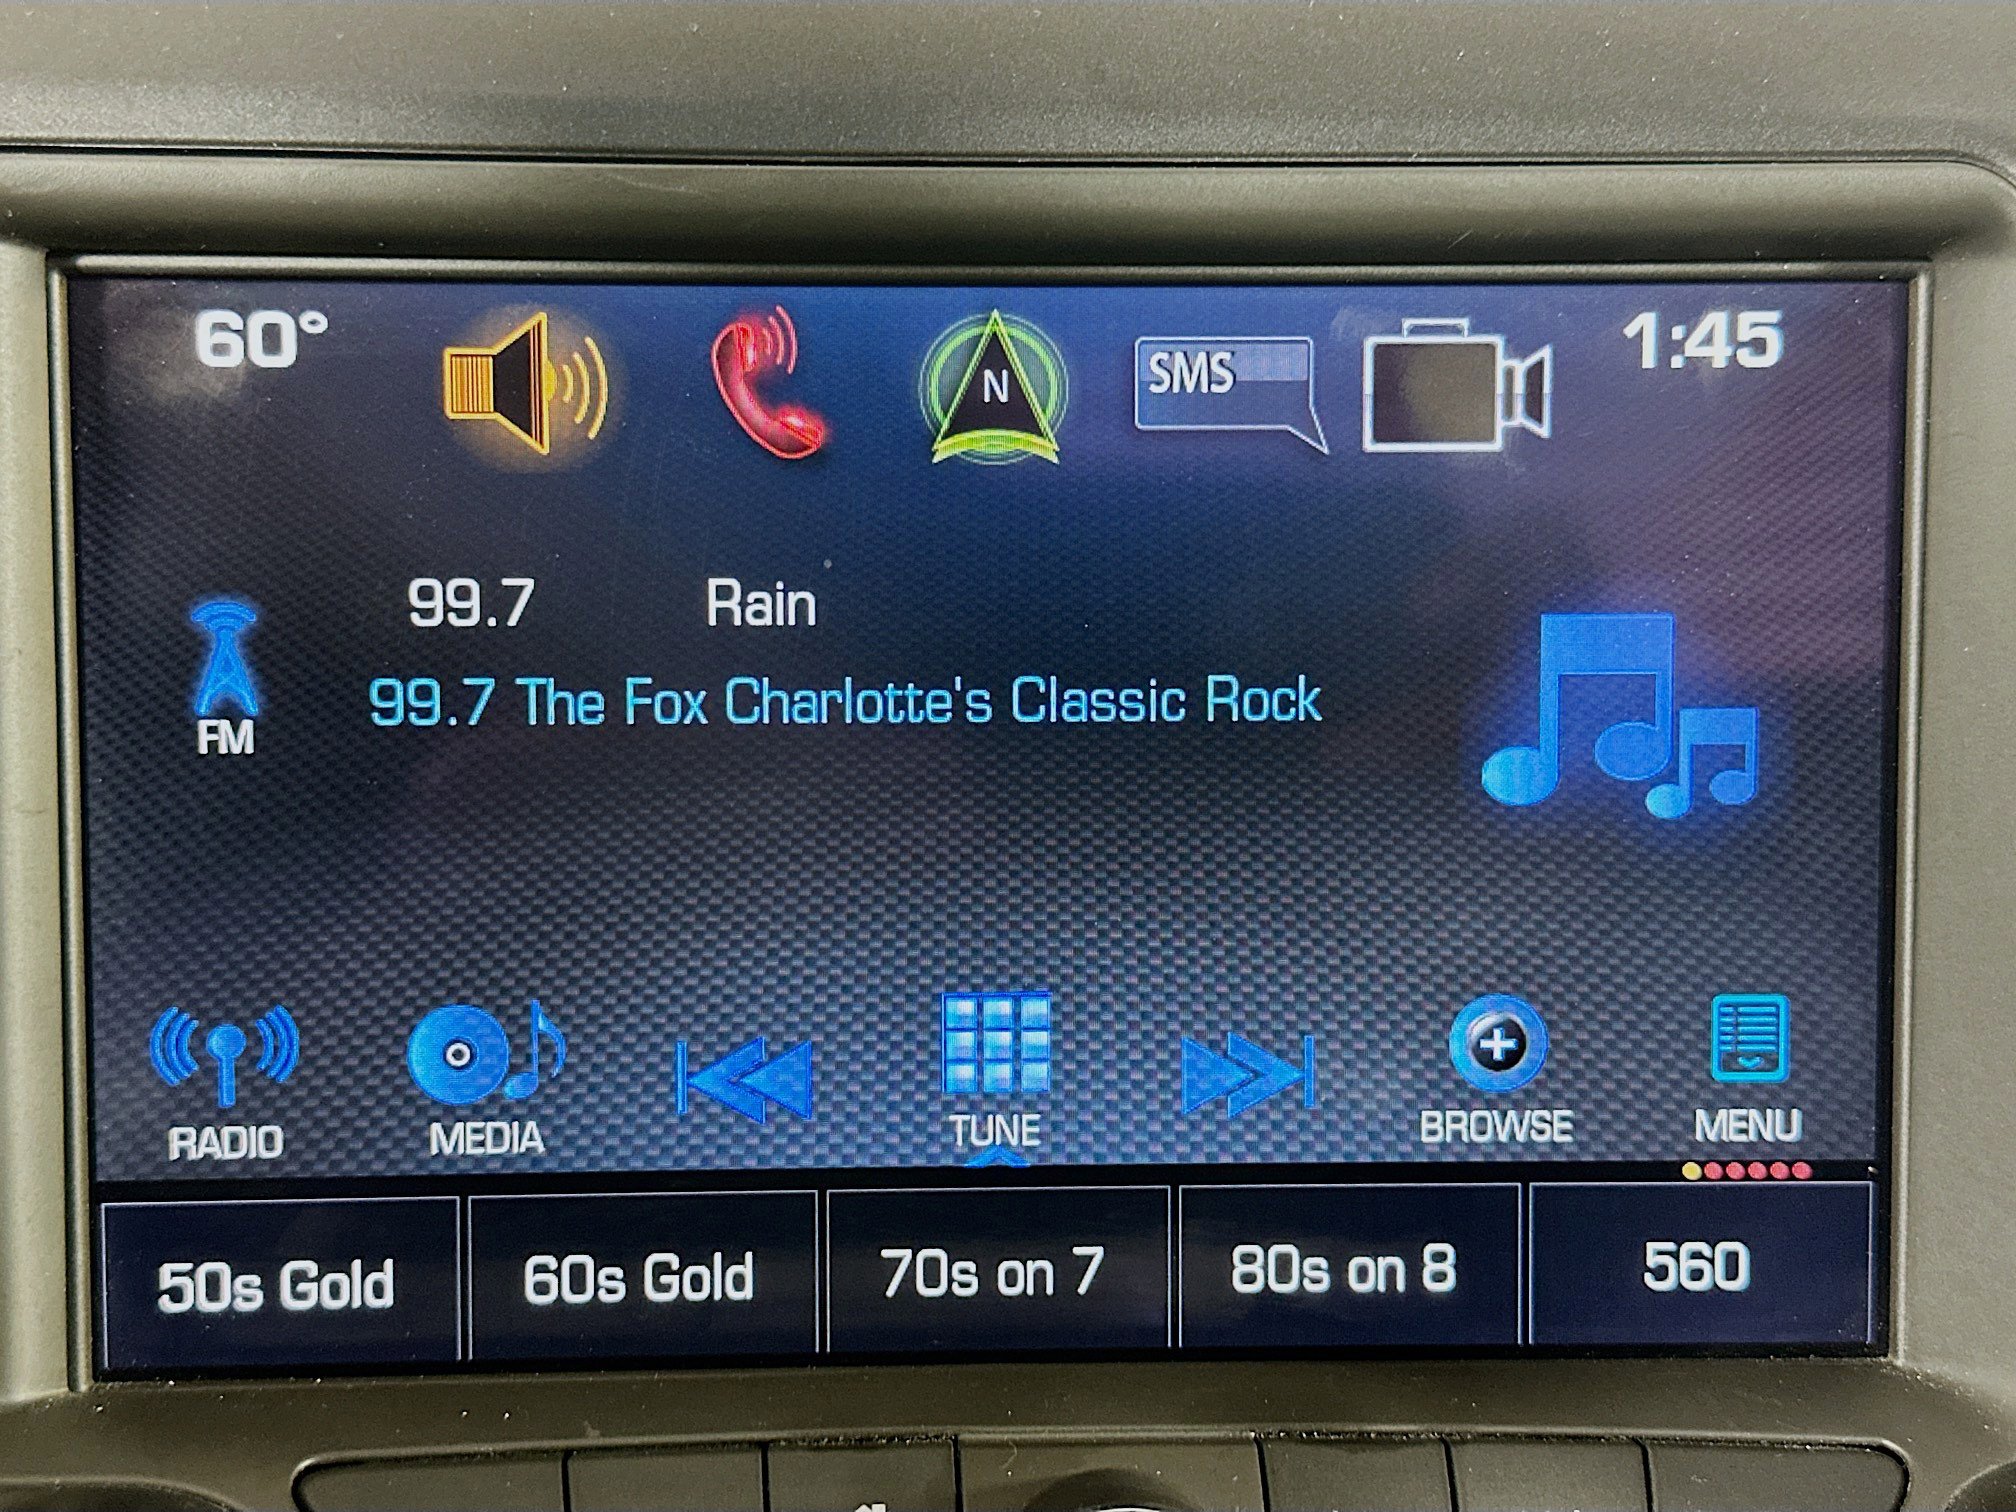 60° 1:45
N
SMS
99.7 Rain
99.7 The Fox Charlotte's Classic Rock
FM
RADIO MEDIA TUNE BROWSE MENU
50s Gold 60s Gold 70s on 7 80s on 8 560